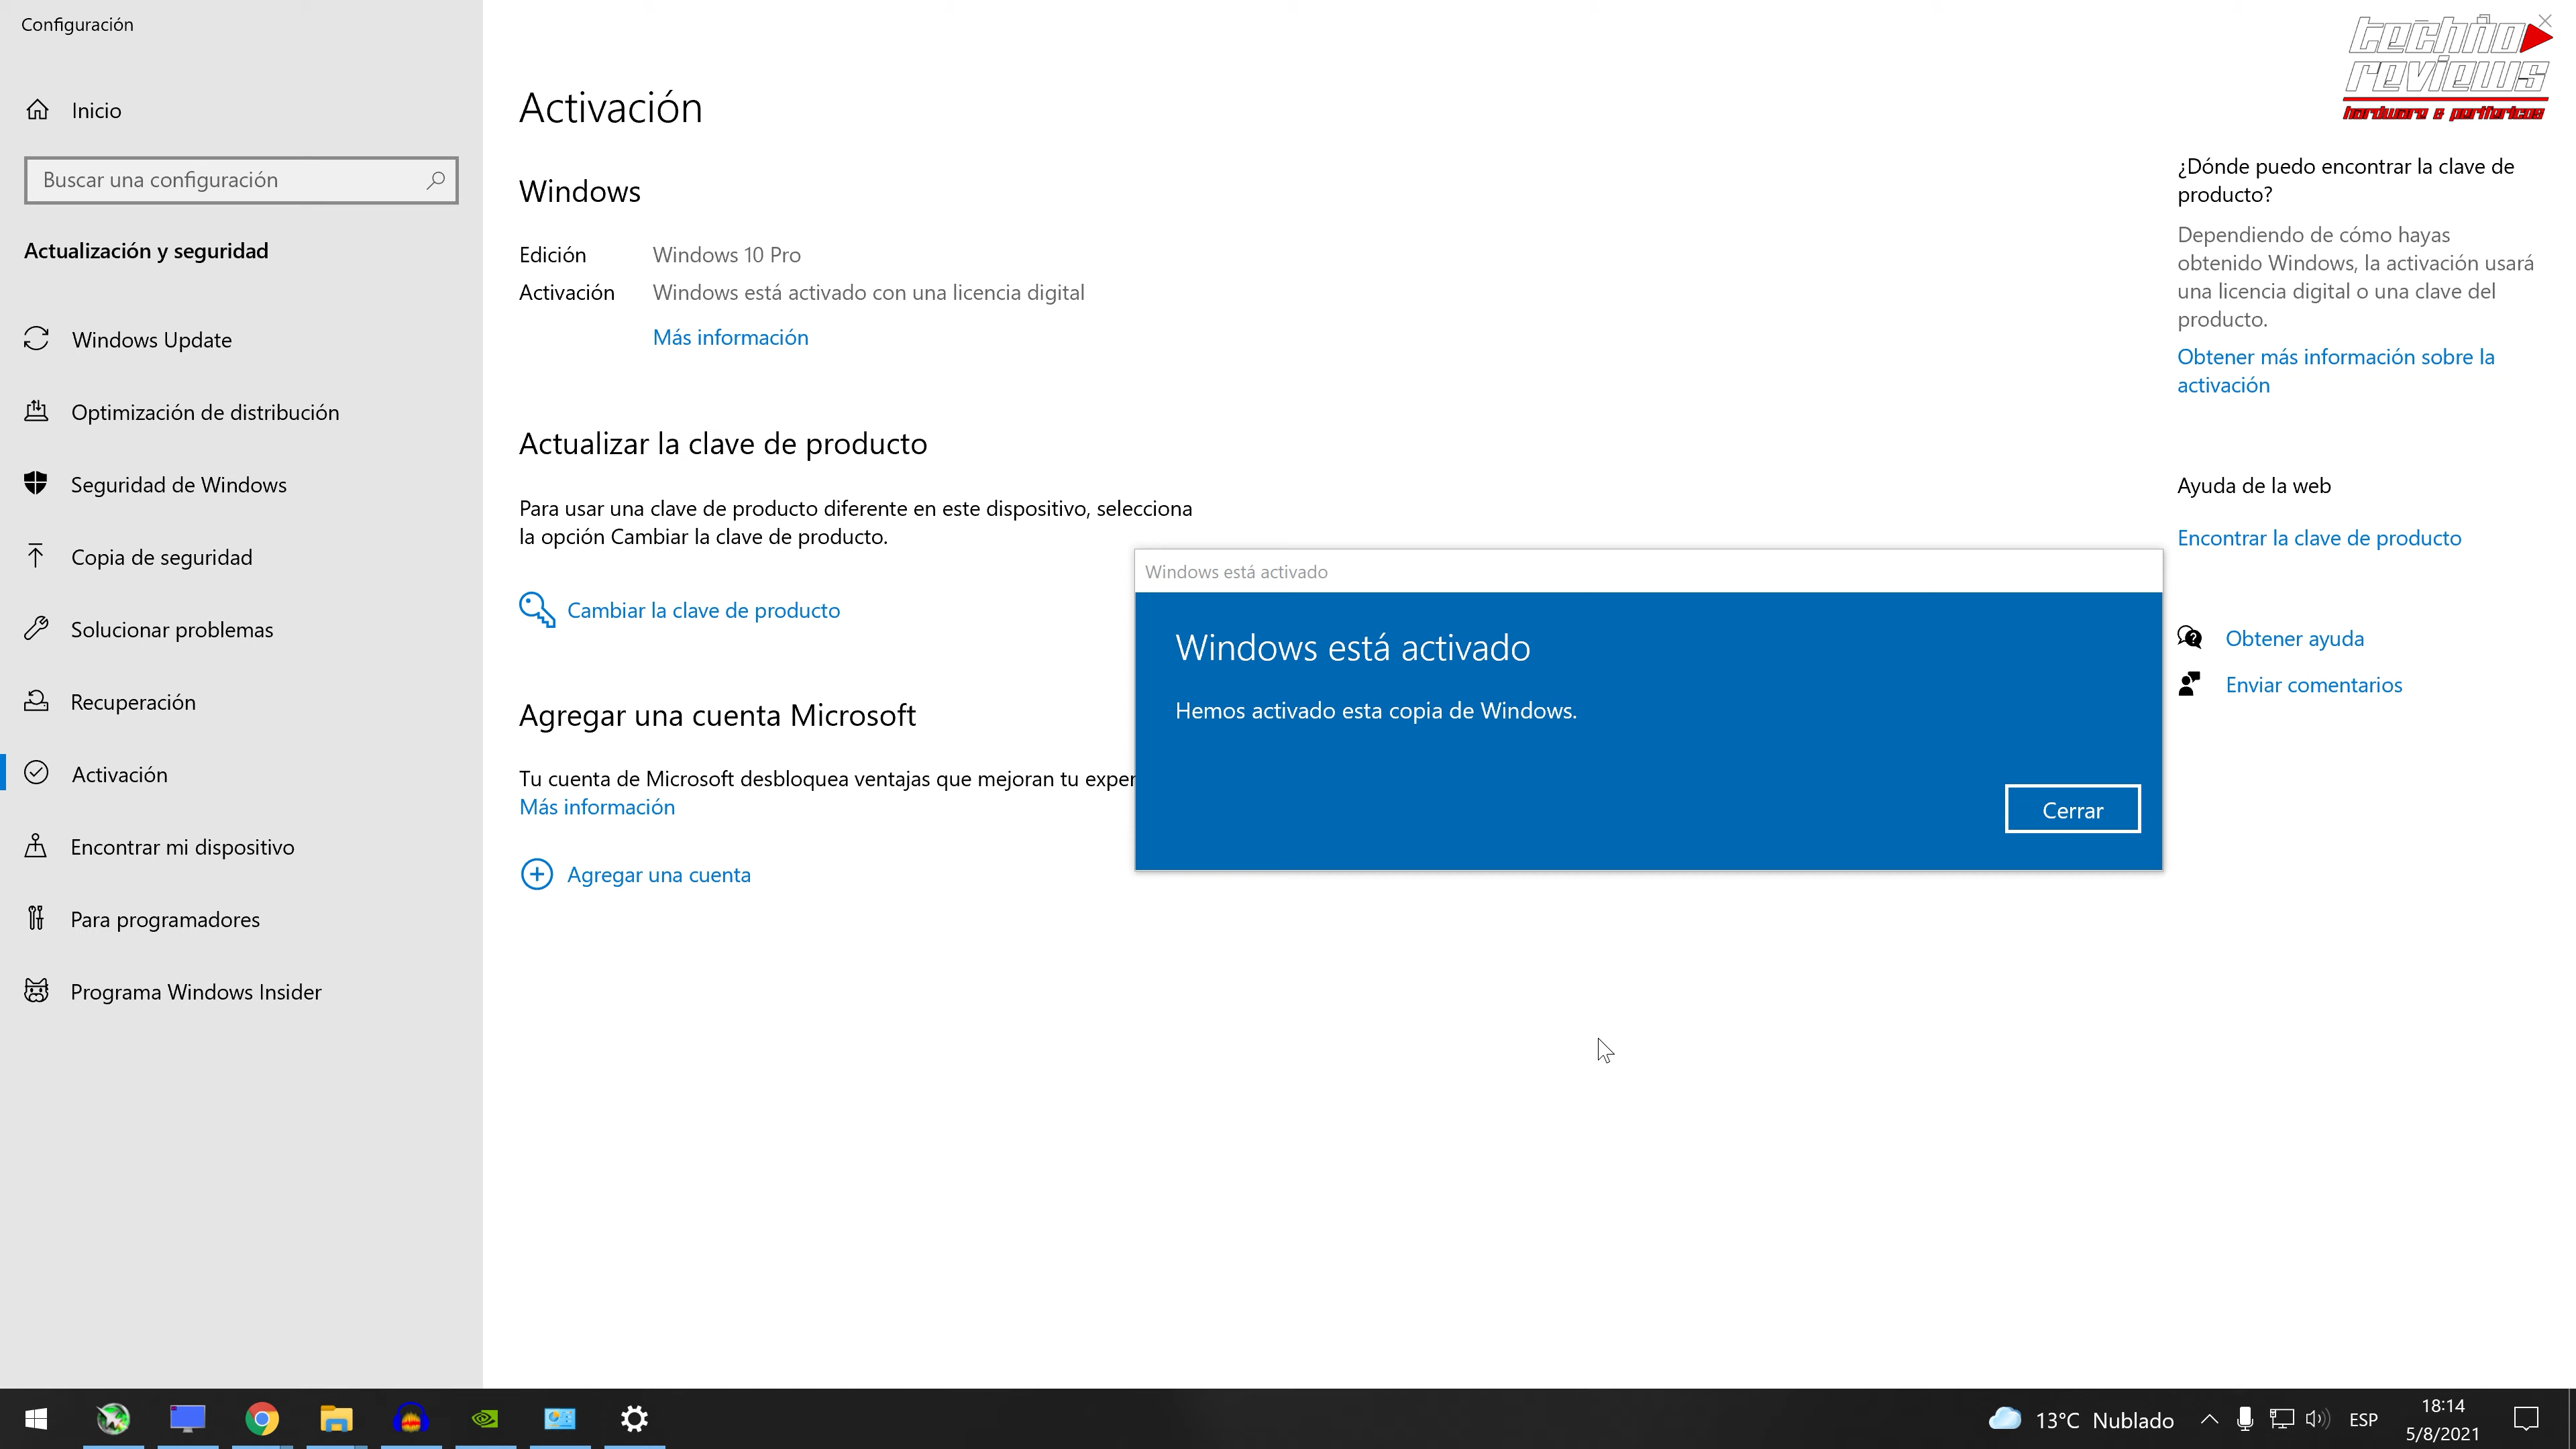 Configuración
Inicio
Buscar una configuración
Actualización y seguridad
Windows Update
Optimización de distribución
Seguridad de Windows
Copia de seguridad
Solucionar problemas
Recuperación
Activación
Encontrar mi dispositivo
Para programadores
Programa Windows Insider
Activación
Windows
Edición Windows 10 Pro
Activación Windows está activado con una licencia digital
Más información
Actualizar la clave de producto
Para usar una clave de producto diferente en este dispositivo, selecciona
la opción Cambiar la clave de producto.
Cambiar la clave de producto
Agregar una cuenta Microsoft
Tu cuenta de Microsoft desbloquea ventajas que mejoran tu exper
Más información
Agregar una cuenta
Windows está activado
Windows está activado
Hemos activado esta copia de Windows.
Cerrar
techno
reviews
hardware & perifericos
¿Dónde puedo encontrar la clave de
producto?
Dependiendo de cómo hayas
obtenido Windows, la activación usará
una licencia digital o una clave del
producto.
Obtener más información sobre la
activación
Ayuda de la web
Encontrar la clave de producto
Obtener ayuda
Enviar comentarios
13°C Nublado
ESP
18:14
5/8/2021